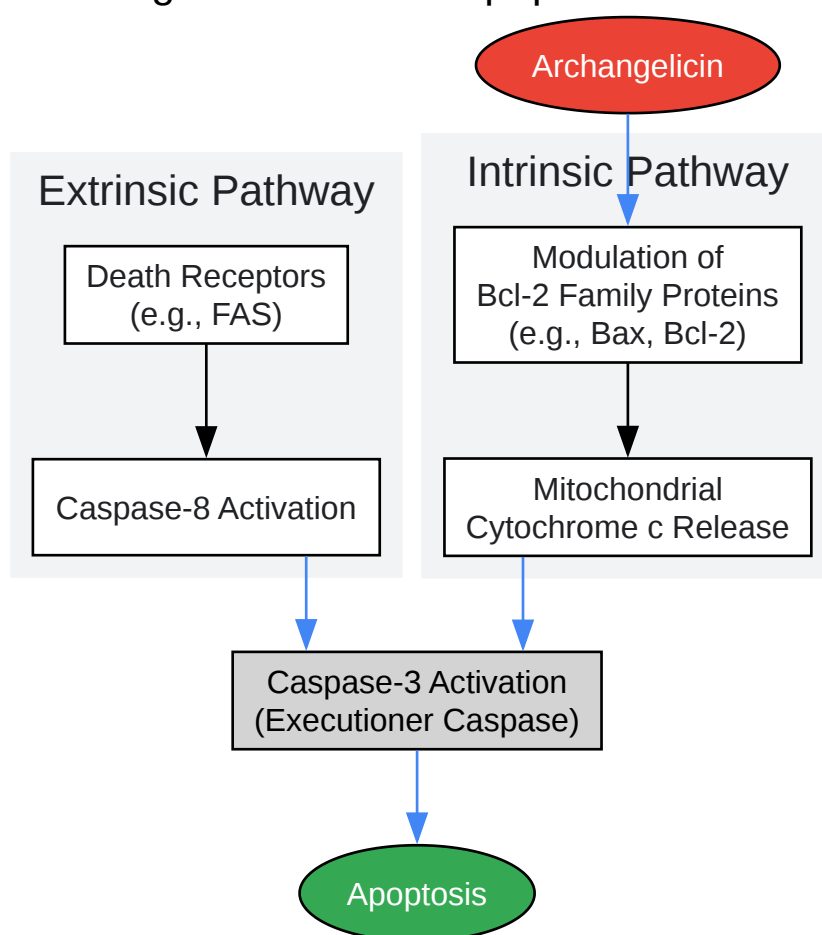 Archangelicin
Extrinsic Pathway
Death Receptors
(e.g., FAS)
Caspase-8 Activation
Intrinsic Pathway
Modulation of
Bcl-2 Family Proteins
(e.g., Bax, Bcl-2)
Mitochondrial
Cytochrome c Release
Caspase-3 Activation
(Executioner Caspase)
Apoptosis